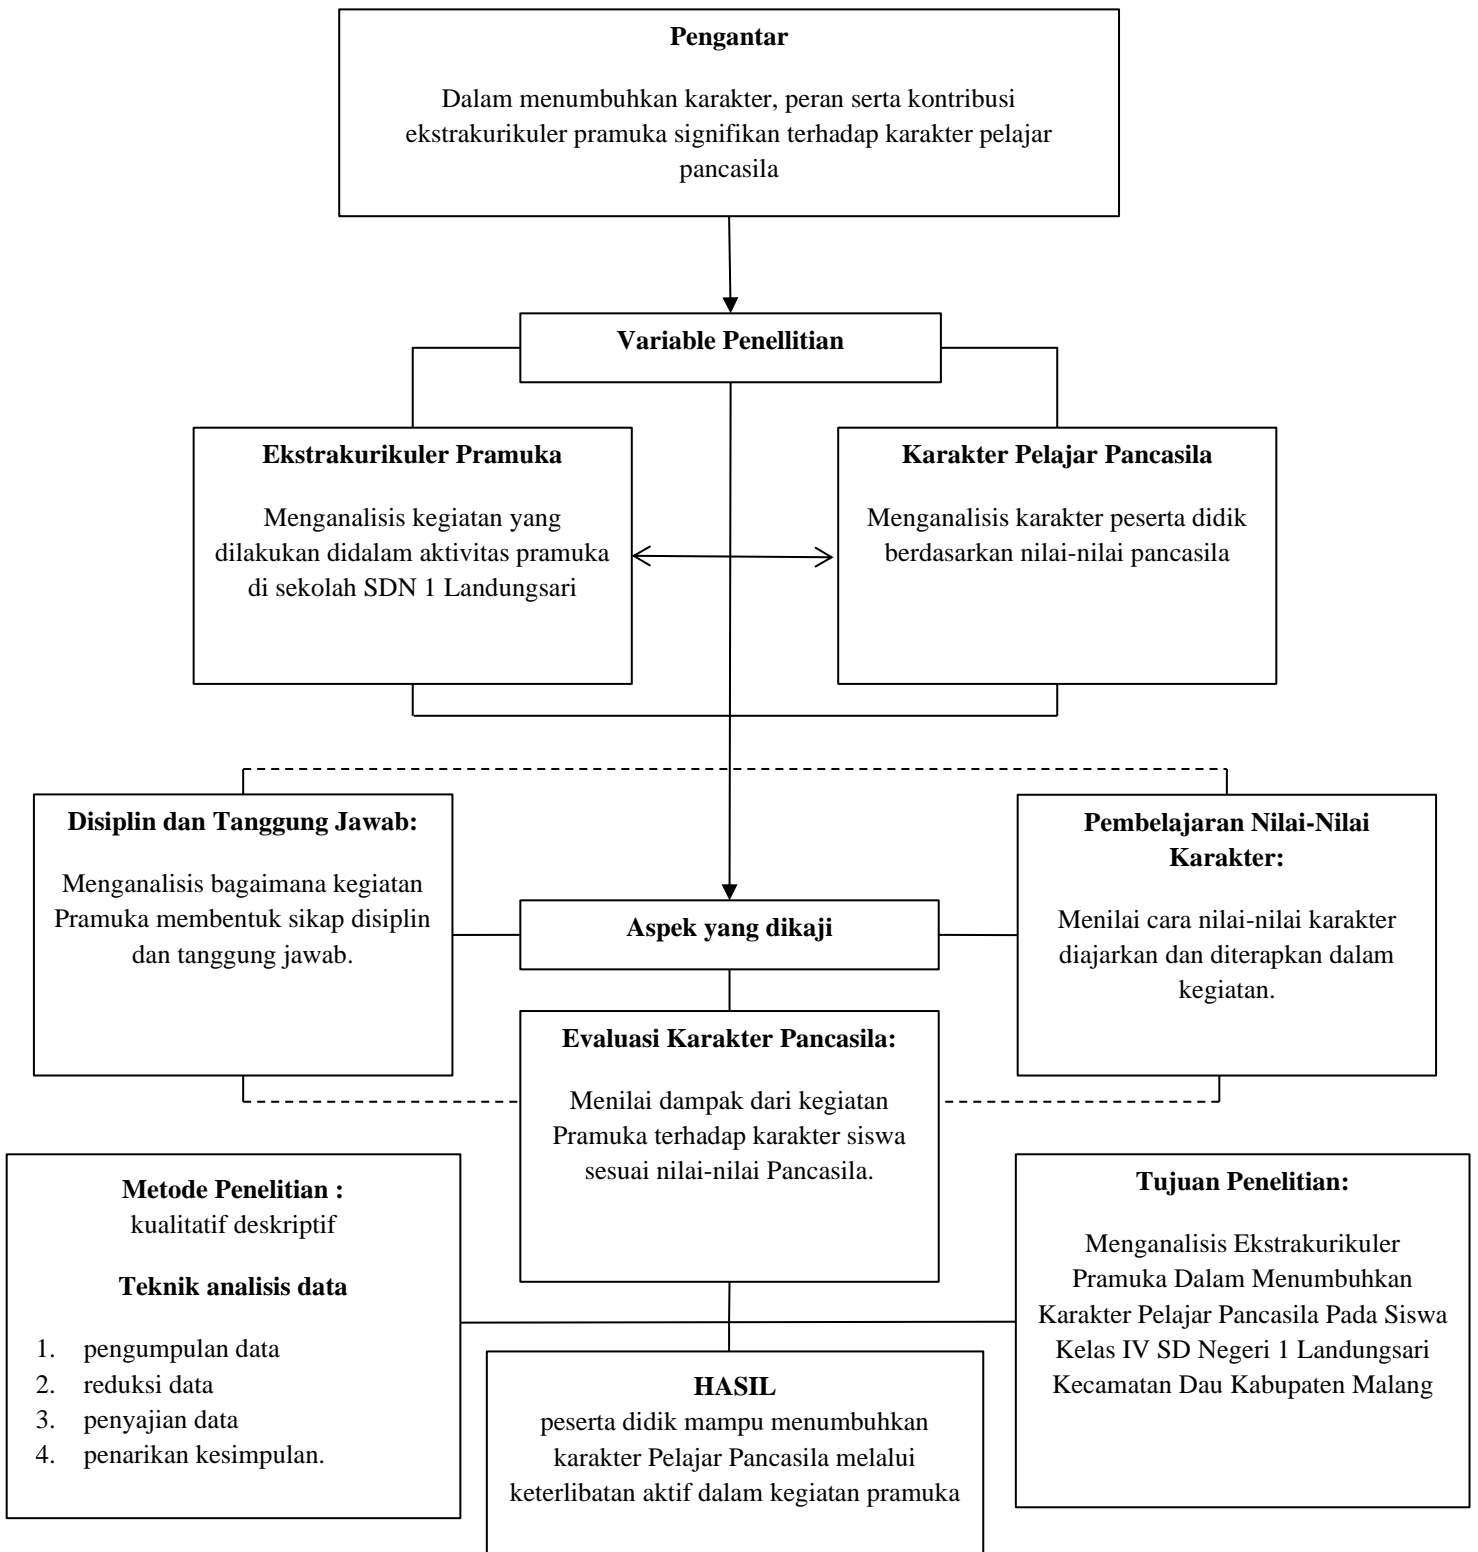 Pengantar
Dalam menumbuhkan karakter, peran serta kontribusi
ekstrakurikuler pramuka signifikan terhadap karakter pelajar
pancasila
Variable Penellitian
Ekstrakurikuler Pramuka
Menganalisis kegiatan yang
dilakukan didalam aktivitas pramuka
di sekolah SDN 1 Landungsari
Karakter Pelajar Pancasila
Menganalisis karakter peserta didik
berdasarkan nilai-nilai pancasila
Disiplin dan Tanggung Jawab:
Menganalisis bagaimana kegiatan
Pramuka membentuk sikap disiplin
dan tanggung jawab.
Aspek yang dikaji
Pembelajaran Nilai-Nilai
Karakter:
Menilai cara nilai-nilai karakter
diajarkan dan diterapkan dalam
kegiatan.
Evaluasi Karakter Pancasila:
Menilai dampak dari kegiatan
Pramuka terhadap karakter siswa
sesuai nilai-nilai Pancasila.
Metode Penelitian :
kualitatif deskriptif
Teknik analisis data
1. pengumpulan data
2. reduksi data
3. penyajian data
4. penarikan kesimpulan.
Tujuan Penelitian:
Menganalisis Ekstrakurikuler
Pramuka Dalam Menumbuhkan
Karakter Pelajar Pancasila Pada Siswa
Kelas IV SD Negeri 1 Landungsari
Kecamatan Dau Kabupaten Malang
HASIL
peserta didik mampu menumbuhkan
karakter Pelajar Pancasila melalui
keterlibatan aktif dalam kegiatan pramuka